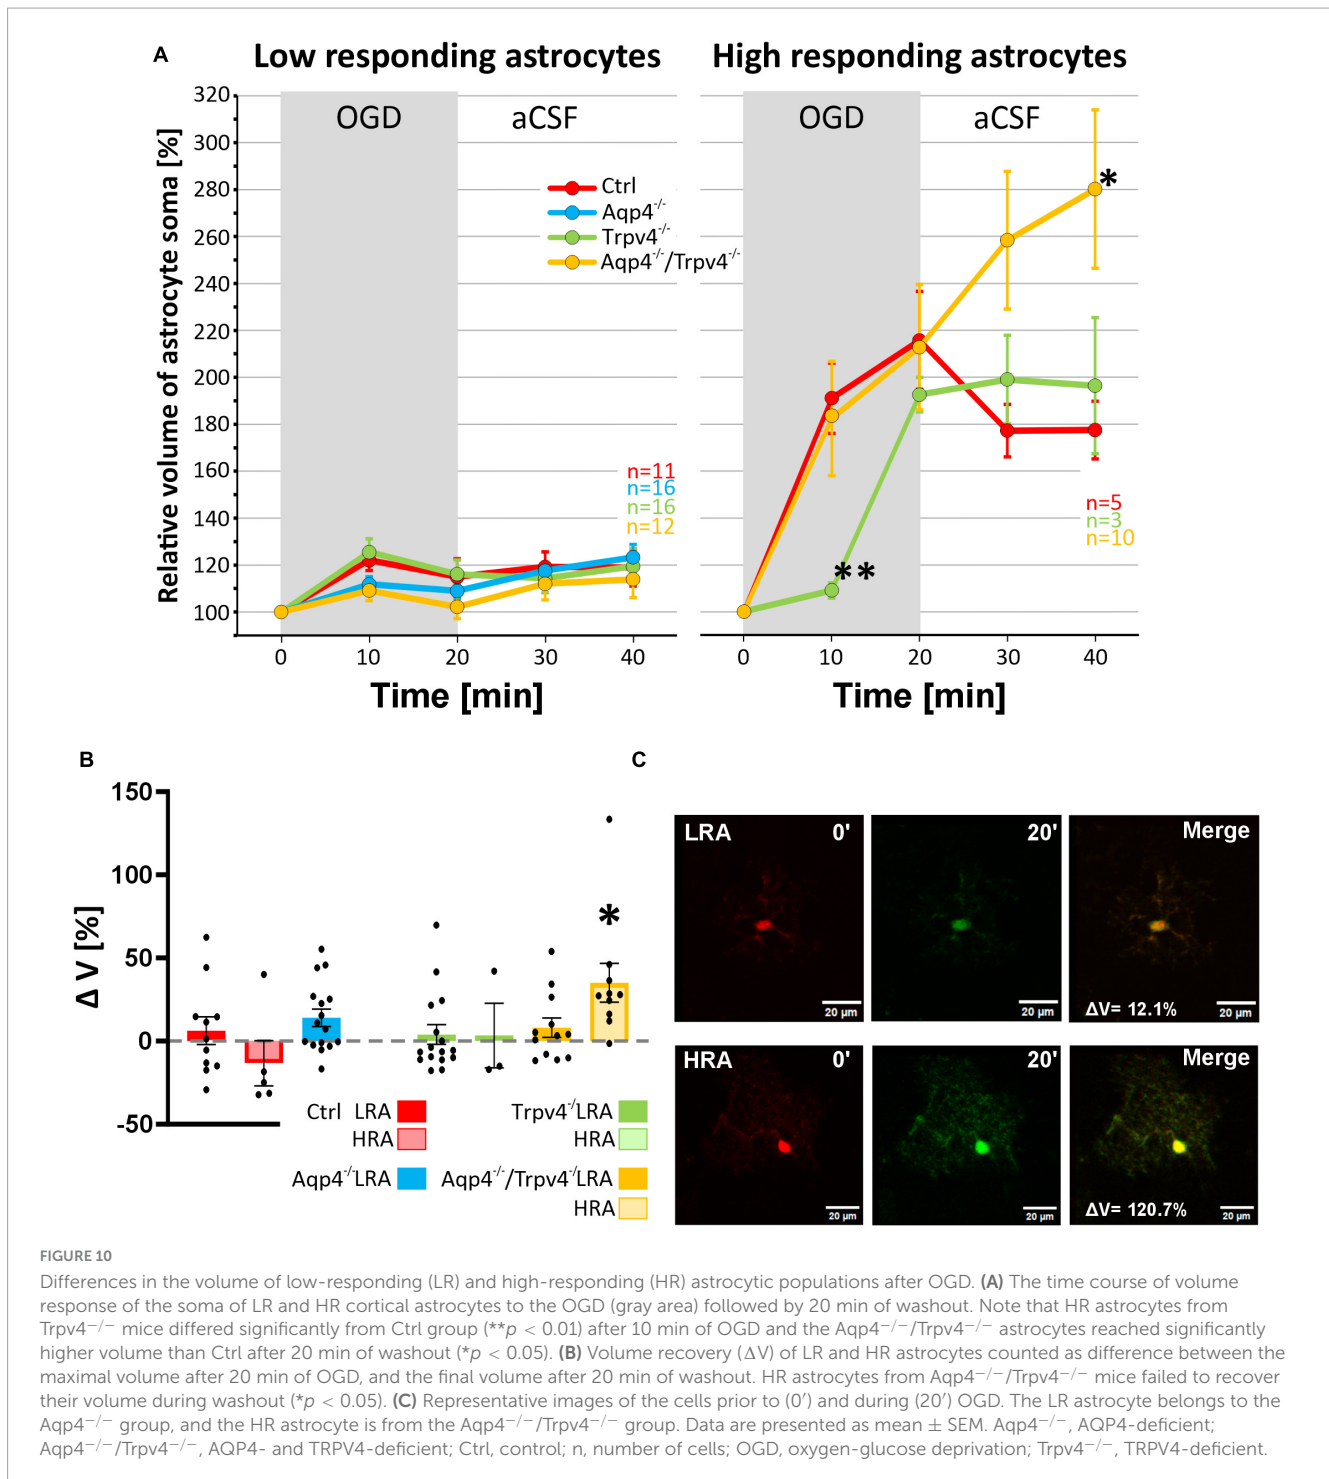 A
Low responding astrocytes
High responding astrocytes
Relative volume of astrocyte soma [%]
320
300
280
260
240
220
200
180
160
140
120
100
OGD
aCSF
OGD
aCSF
Ctrl
Aqp4-/-
Trpv4-/-
Aqp4-/-/Trpv4-/-
*
**
n=11
n=16
n=16
n=12
n=5
n=3
n=10
0 10 20 30 40
0 10 20 30 40
Time [min]
Time [min]
B
150
100
50
0
-50
Δ V [%]
*
Ctrl LRA
HRA
Aqp4-/-LRA
Trpv4-/-LRA
HRA
Aqp4-/-/Trpv4-/-LRA
HRA
C
LRA 0'
20 µm
20'
20 µm
Merge
ΔV= 12.1%
20 µm
HRA 0'
20 µm
20'
20 µm
Merge
ΔV= 120.7%
20 µm
FIGURE 10
Differences in the volume of low-responding (LR) and high-responding (HR) astrocytic populations after OGD. (A) The time course of volume
response of the soma of LR and HR cortical astrocytes to the OGD (gray area) followed by 20 min of washout. Note that HR astrocytes from
Trpv4−/− mice differed significantly from Ctrl group (**p < 0.01) after 10 min of OGD and the Aqp4−/−/Trpv4−/− astrocytes reached significantly
higher volume than Ctrl after 20 min of washout (*p < 0.05). (B) Volume recovery (ΔV) of LR and HR astrocytes counted as difference between the
maximal volume after 20 min of OGD, and the final volume after 20 min of washout. HR astrocytes from Aqp4−/−/Trpv4−/− mice failed to recover
their volume during washout (*p < 0.05). (C) Representative images of the cells prior to (0′) and during (20′) OGD. The LR astrocyte belongs to the
Aqp4−/− group, and the HR astrocyte is from the Aqp4−/−/Trpv4−/− group. Data are presented as mean ± SEM. Aqp4−/−, AQP4-deficient;
Aqp4−/−/Trpv4−/−, AQP4- and TRPV4-deficient; Ctrl, control; n, number of cells; OGD, oxygen-glucose deprivation; Trpv4−/−, TRPV4-deficient.